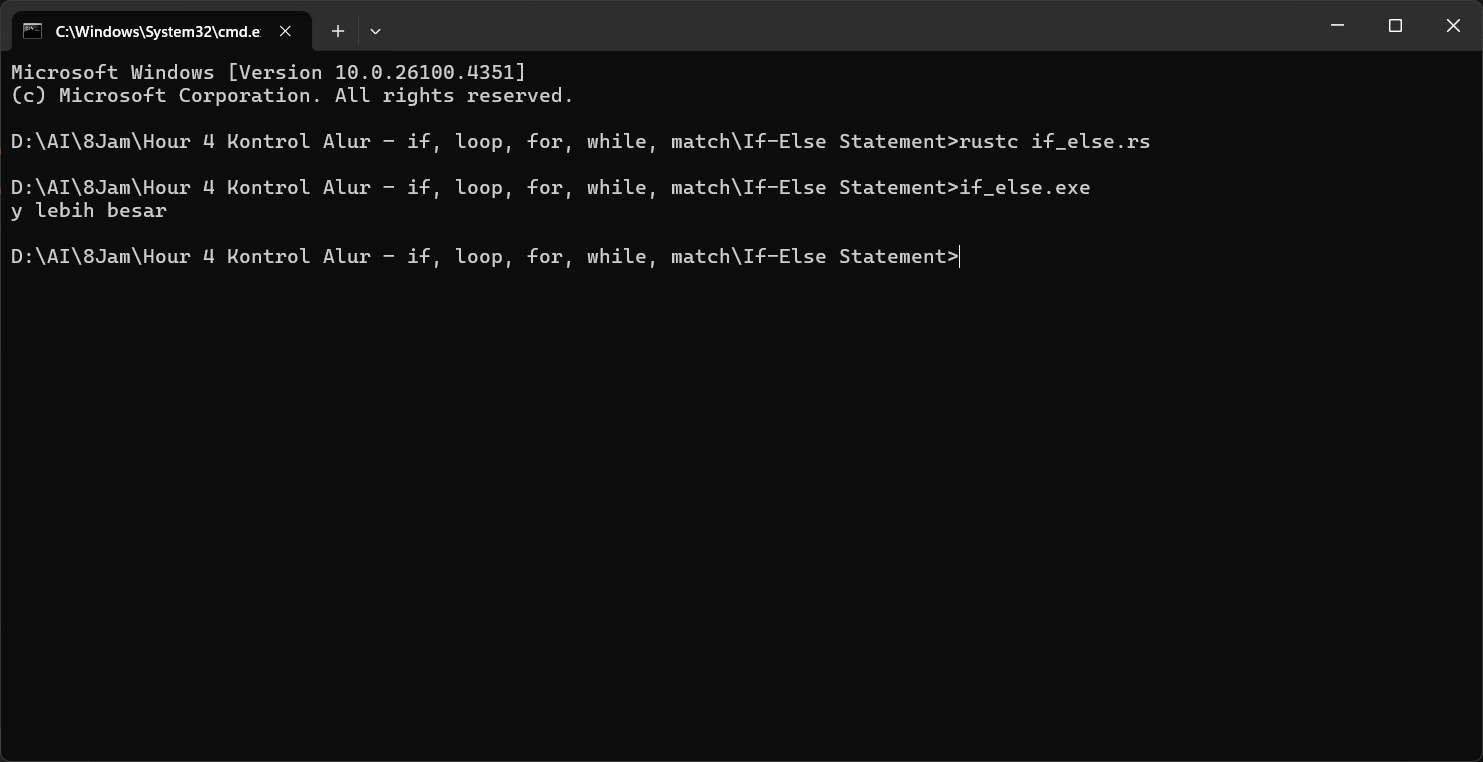 C:\Windows\System32\cmd.e
Microsoft Windows [Version 10.0.26100.4351]
(c) Microsoft Corporation. All rights reserved.
D:\AI\8Jam\Hour 4 Kontrol Alur - if, loop, for, while, match\If-Else Statement>rustc if_else.rs
D:\AI\8Jam\Hour 4 Kontrol Alur - if, loop, for, while, match\If-Else Statement>if_else.exe
y lebih besar
D:\AI\8Jam\Hour 4 Kontrol Alur - if, loop, for, while, match\If-Else Statement>